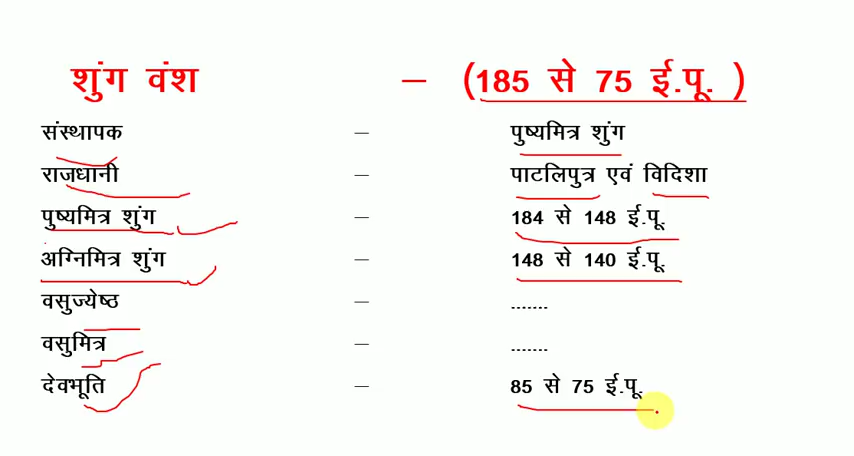 शुंग वंश – (185 से 75 ई.पू. )
संस्थापक – पुष्यमित्र शुंग
राजधानी – पाटलिपुत्र एवं विदिशा
पुष्यमित्र शुंग – 184 से 148 ई.पू.
अग्निमित्र शुंग – 148 से 140 ई.पू.
वसुज्येष्ठ – .......
वसुमित्र – .......
देवभूति – 85 से 75 ई.पू.